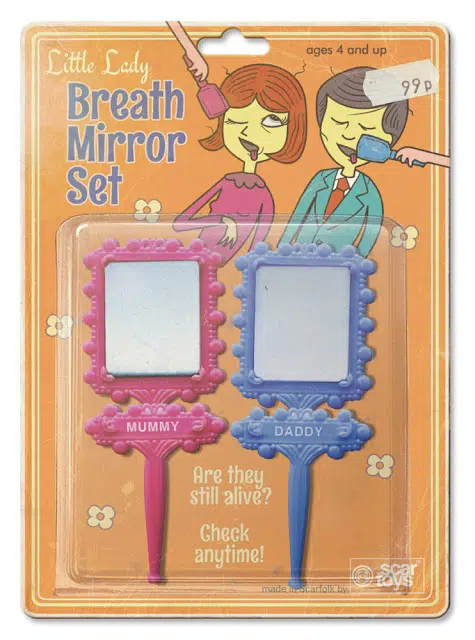 Little Lady
Breath
Mirror
Set
ages 4 and up
99p
MUMMY
DADDY
Are they
still alive?
Check
anytime!
made in Scarfolk by:
scar
toys